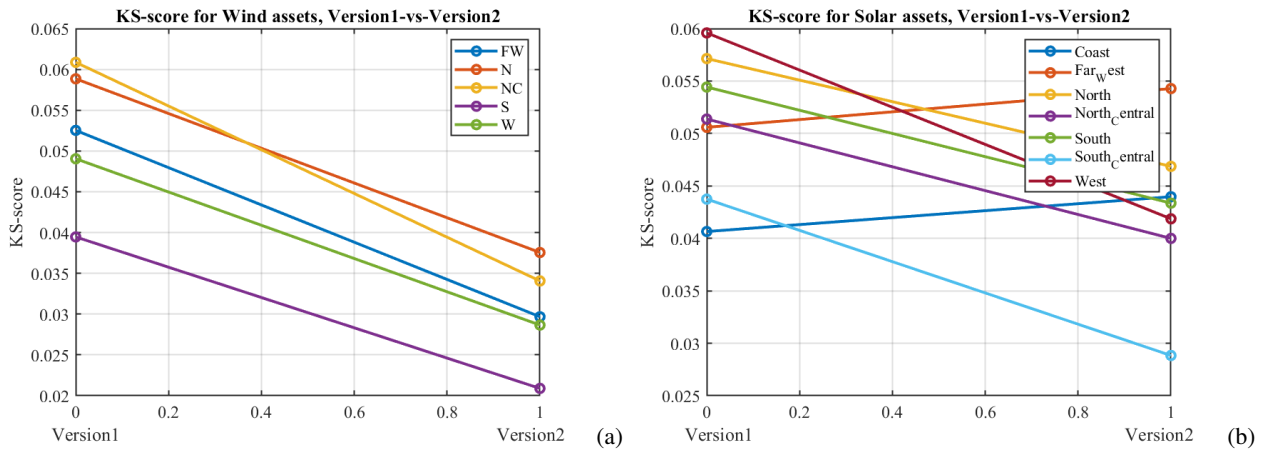 KS-score for Wind assets, Version1-vs-Version2
KS-score
0.065
0.06
0.055
0.05
0.045
0.04
0.035
0.03
0.025
0.02
0
0.2
0.4
0.6
0.8
1
Version1
Version2
FW
N
NC
S
W
(a)
KS-score for Solar assets, Version1-vs-Version2
KS-score
0.06
0.055
0.05
0.045
0.04
0.035
0.03
0.025
0
0.2
0.4
0.6
0.8
1
Version1
Version2
Coast
Far_West
North
North_Central
South
South_Central
West
(b)